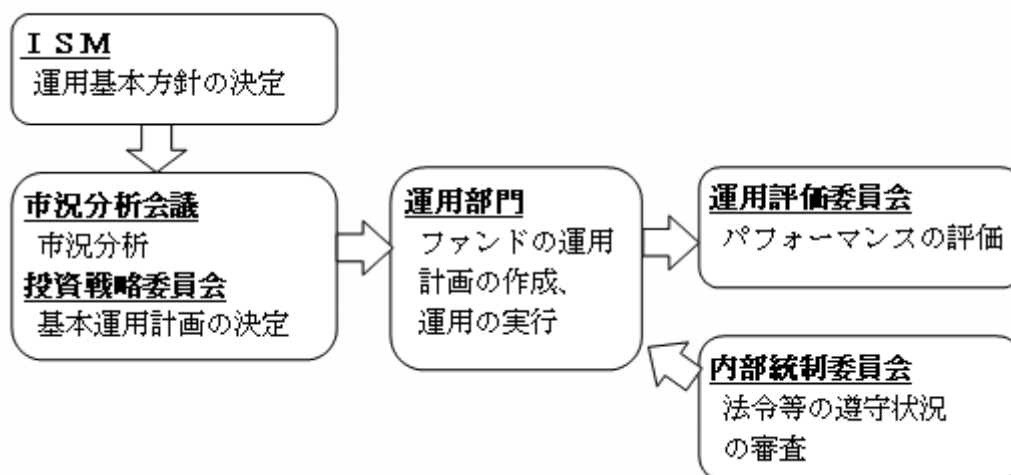 ＩＳＭ
運用基本方針の決定
市況分析会議
市況分析
投資戦略委員会
基本運用計画の決定
運用部門
ファンドの運用
計画の作成、
運用の実行
運用評価委員会
パフォーマンスの評価
内部統制委員会
法令等の遵守状況
の審査